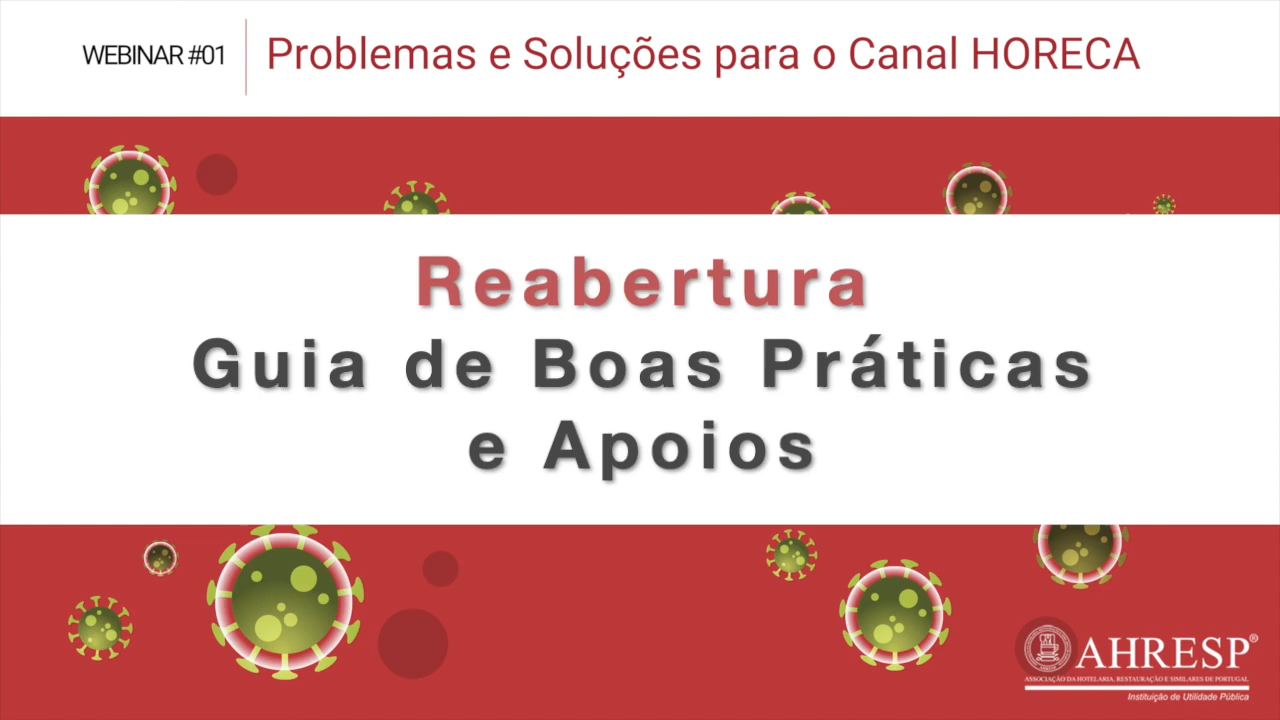 WEBINAR #01
Problemas e Soluções para o Canal HORECA
Reabertura
Guia de Boas Práticas
e Apoios
AHRESP®
ASSOCIAÇÃO DA HOTELARIA, RESTAURAÇÃO E SIMILARES DE PORTUGAL
Instituição de Utilidade Pública